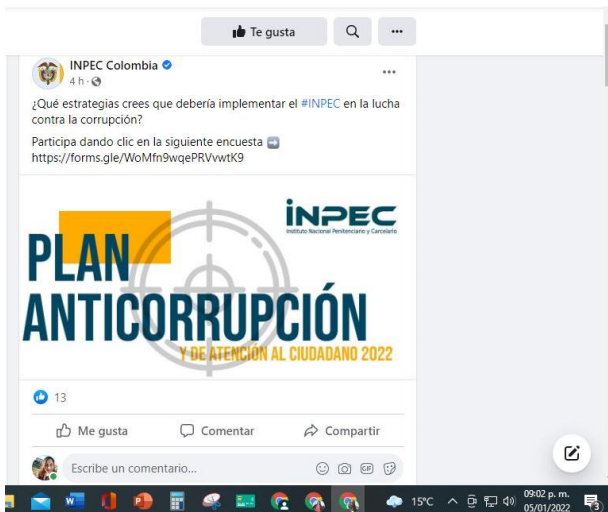 Te gusta
INPEC Colombia
4 h ·
¿Qué estrategias crees que debería implementar el #INPEC en la lucha
contra la corrupción?
Participa dando clic en la siguiente encuesta
https://forms.gle/WoMfn9wqePRVvwtK9
INPEC
Instituto Nacional Penitenciario y Carcelario
PLAN
ANTICORRUPCIÓN
Y DE ATENCIÓN AL CIUDADANO 2022
13
Me gusta Comentar Compartir
Escribe un comentario...
GIF
15°C
09:02 p. m.
05/01/2022
3